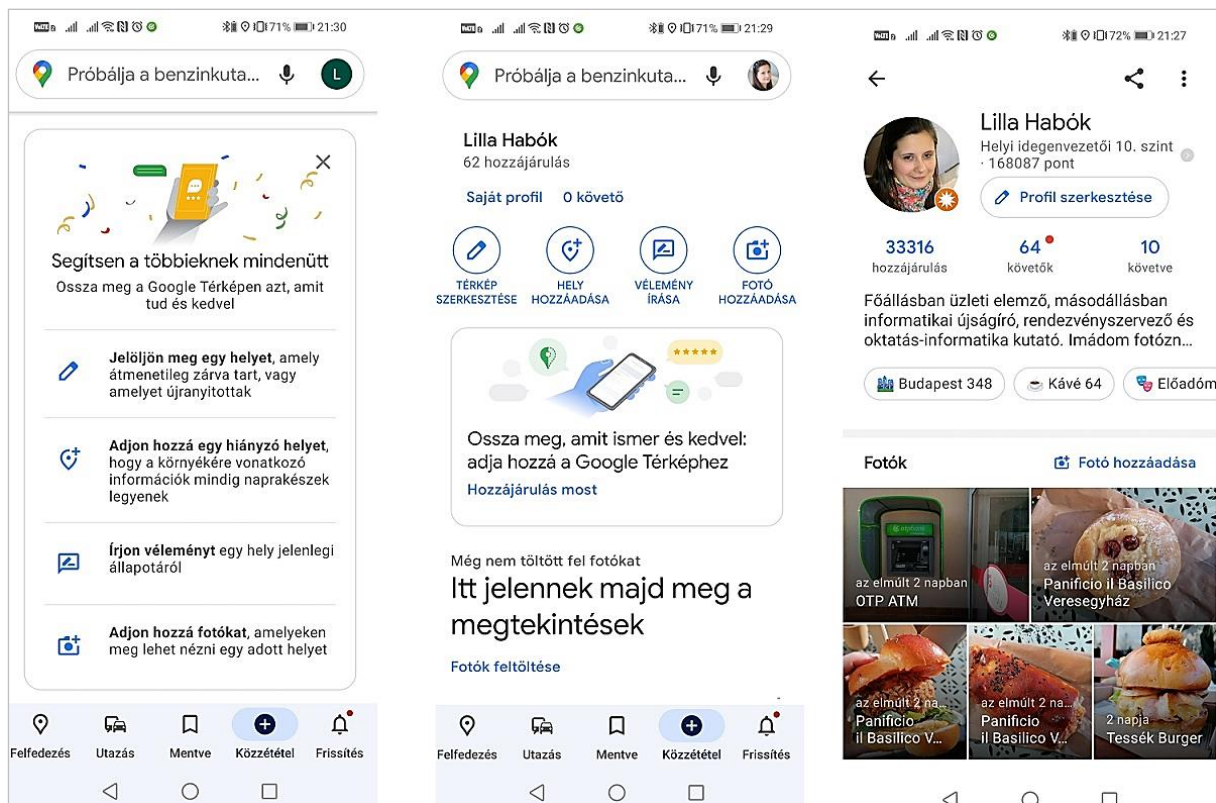 71% 21:30
Próbálja a benzinkuta...
L
Segítsen a többieknek mindenütt
Ossza meg a Google Térképen azt, amit
tud és kedvel
Jelöljön meg egy helyet, amely
átmenetileg zárva tart, vagy
amelyet újranyitottak
Adjon hozzá egy hiányzó helyet,
hogy a környékére vonatkozó
információk mindig naprakészek
legyenek
Írjon véleményt egy hely jelenlegi
állapotáról
Adjon hozzá fotókat, amelyeken
meg lehet nézni egy adott helyet
Felfedezés Utazás Mentve Közzététel Frissítés
71% 21:29
Próbálja a benzinkuta...
Lilla Habók
62 hozzájárulás
Saját profil 0 követő
TÉRKÉP SZERKESZTÉSE
HELY HOZZÁADÁSA
VÉLEMÉNY ÍRÁSA
FOTÓ HOZZÁADÁSA
Ossza meg, amit ismer és kedvel:
adja hozzá a Google Térképhez
Hozzájárulás most
Még nem töltött fel fotókat
Itt jelennek majd meg a
megtekintések
Fotók feltöltése
Felfedezés Utazás Mentve Közzététel Frissítés
72% 21:27
Lilla Habók
Helyi idegenvezetői 10. szint
· 168087 pont
Profil szerkesztése
33316 64 10
hozzájárulás követők követve
Főállásban üzleti elemző, másodállásban
informatikai újságíró, rendezvényszervező és
oktatás-informatika kutató. Imádom fotózn...
Budapest 348 Kávé 64 Előadóm
Fotók Fotó hozzáadása
az elmúlt 2 napban
OTP ATM
az elmúlt 2 napban
Panificio il Basilico
Veresegyház
az elmúlt 2 na...
Panificio
il Basilico V...
az elmúlt 2 na...
Panificio
il Basilico V...
2 napja
Tessék Burger